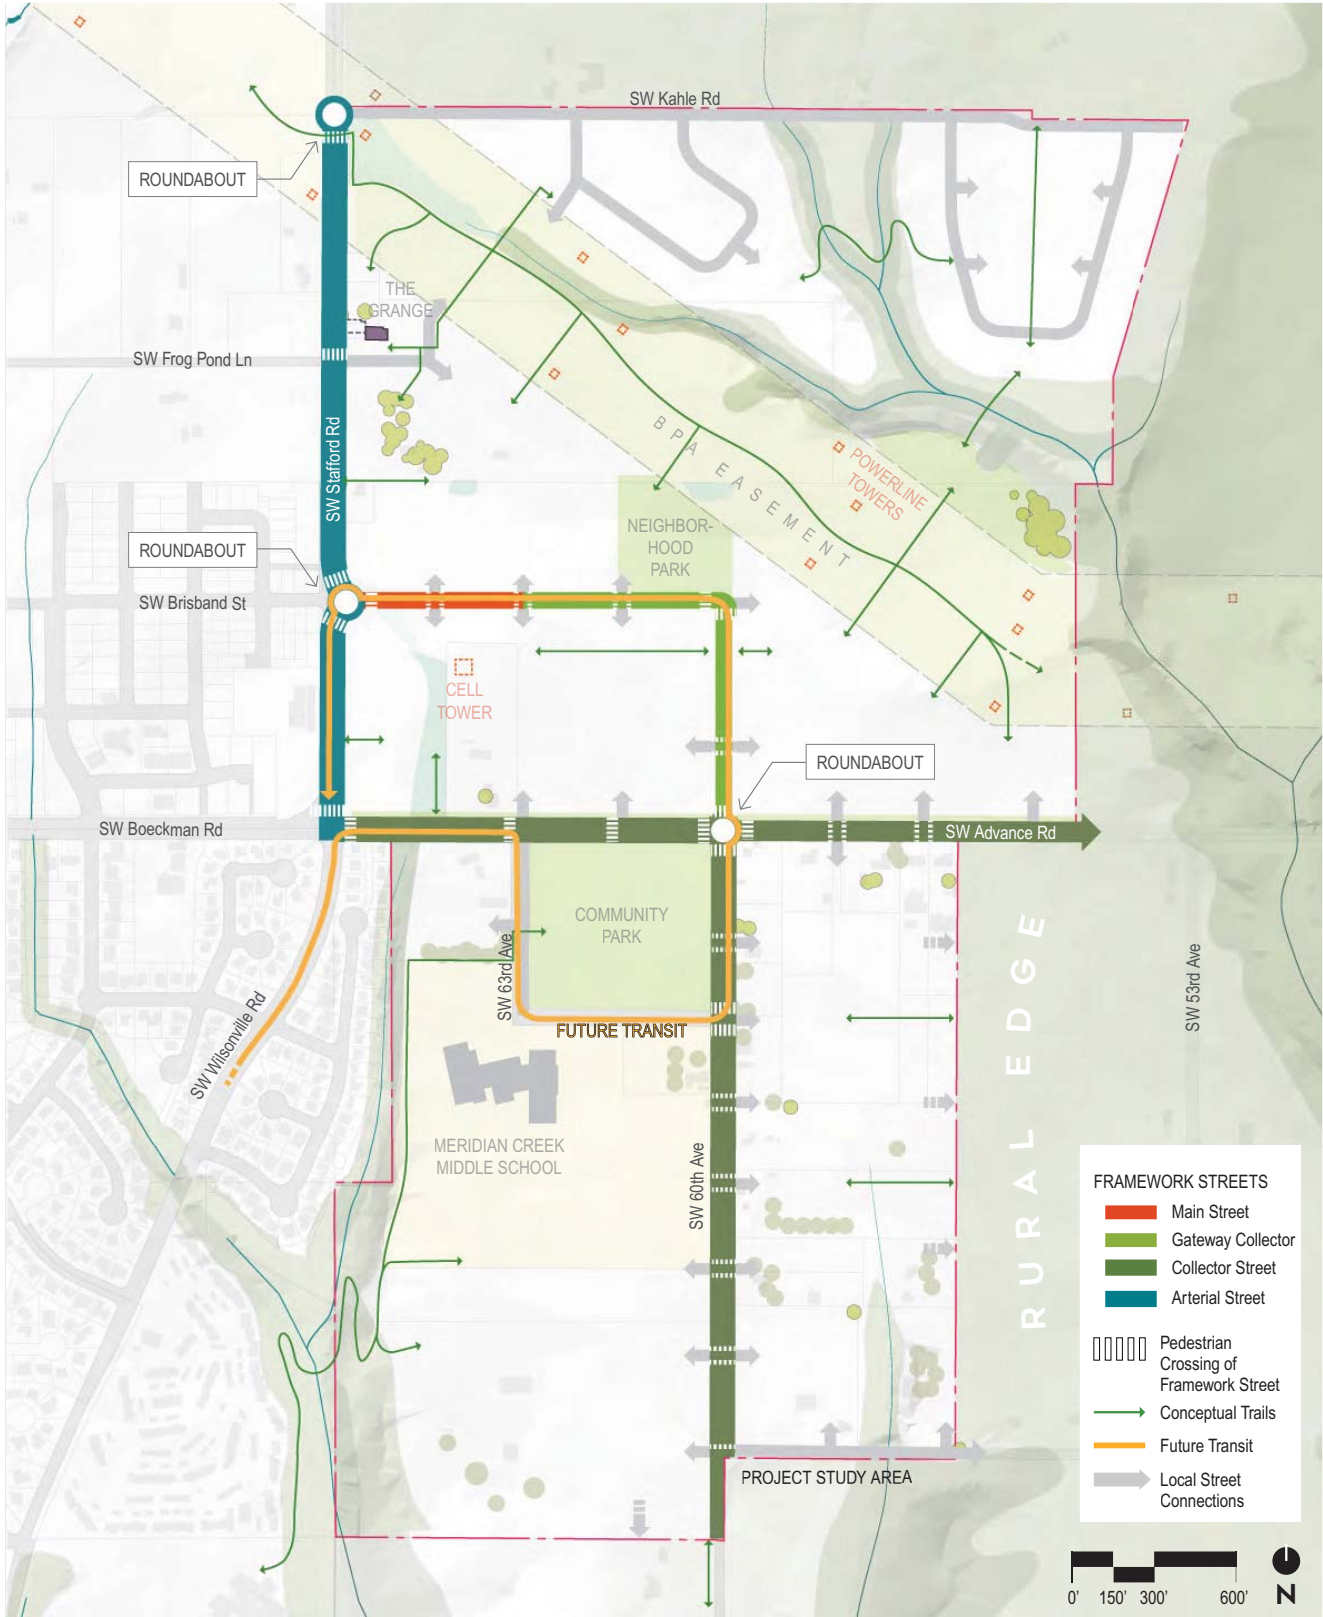 SW Kahle Rd
ROUNDABOUT
THE
GRANGE
SW Frog Pond Ln
SW Stafford Rd
BPA EASEMENT
POWERLINE
TOWERS
NEIGHBOR-
HOOD
PARK
ROUNDABOUT
SW Brisband St
CELL
TOWER
ROUNDABOUT
SW Boeckman Rd
SW Advance Rd
COMMUNITY
PARK
SW 63rd Ave
FUTURE TRANSIT
SW Wilsonville Rd
RURAL EDGE
SW 53rd Ave
MERIDIAN CREEK
MIDDLE SCHOOL
SW 60th Ave
PROJECT STUDY AREA
FRAMEWORK STREETS
Main Street
Gateway Collector
Collector Street
Arterial Street
Pedestrian
Crossing of
Framework Street
Conceptual Trails
Future Transit
Local Street
Connections
0' 150' 300' 600'
N